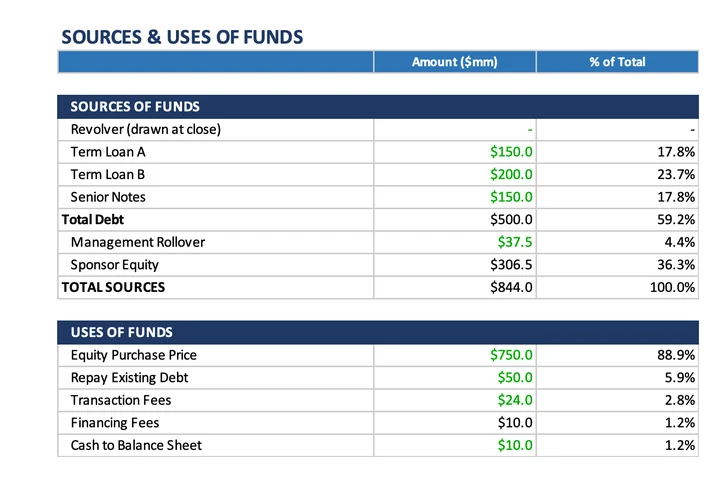 SOURCES & USES OF FUNDS
Amount ($mm) % of Total
SOURCES OF FUNDS
Revolver (drawn at close) - -
Term Loan A $150.0 17.8%
Term Loan B $200.0 23.7%
Senior Notes $150.0 17.8%
Total Debt $500.0 59.2%
Management Rollover $37.5 4.4%
Sponsor Equity $306.5 36.3%
TOTAL SOURCES $844.0 100.0%
USES OF FUNDS
Equity Purchase Price $750.0 88.9%
Repay Existing Debt $50.0 5.9%
Transaction Fees $24.0 2.8%
Financing Fees $10.0 1.2%
Cash to Balance Sheet $10.0 1.2%